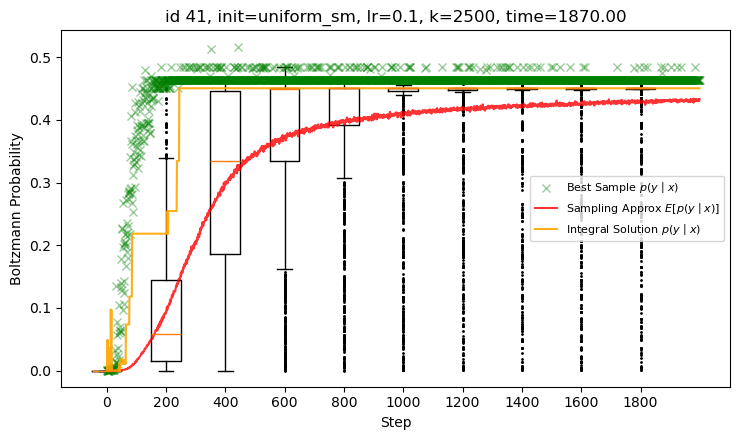 id 41, init=uniform_sm, lr=0.1, k=2500, time=1870.00
Boltzmann Probability
0.5
0.4
0.3
0.2
0.1
0.0
Best Sample p(y | x)
Sampling Approx E[p(y | x)]
Integral Solution p(y | x)
0 200 400 600 800 1000 1200 1400 1600 1800
Step